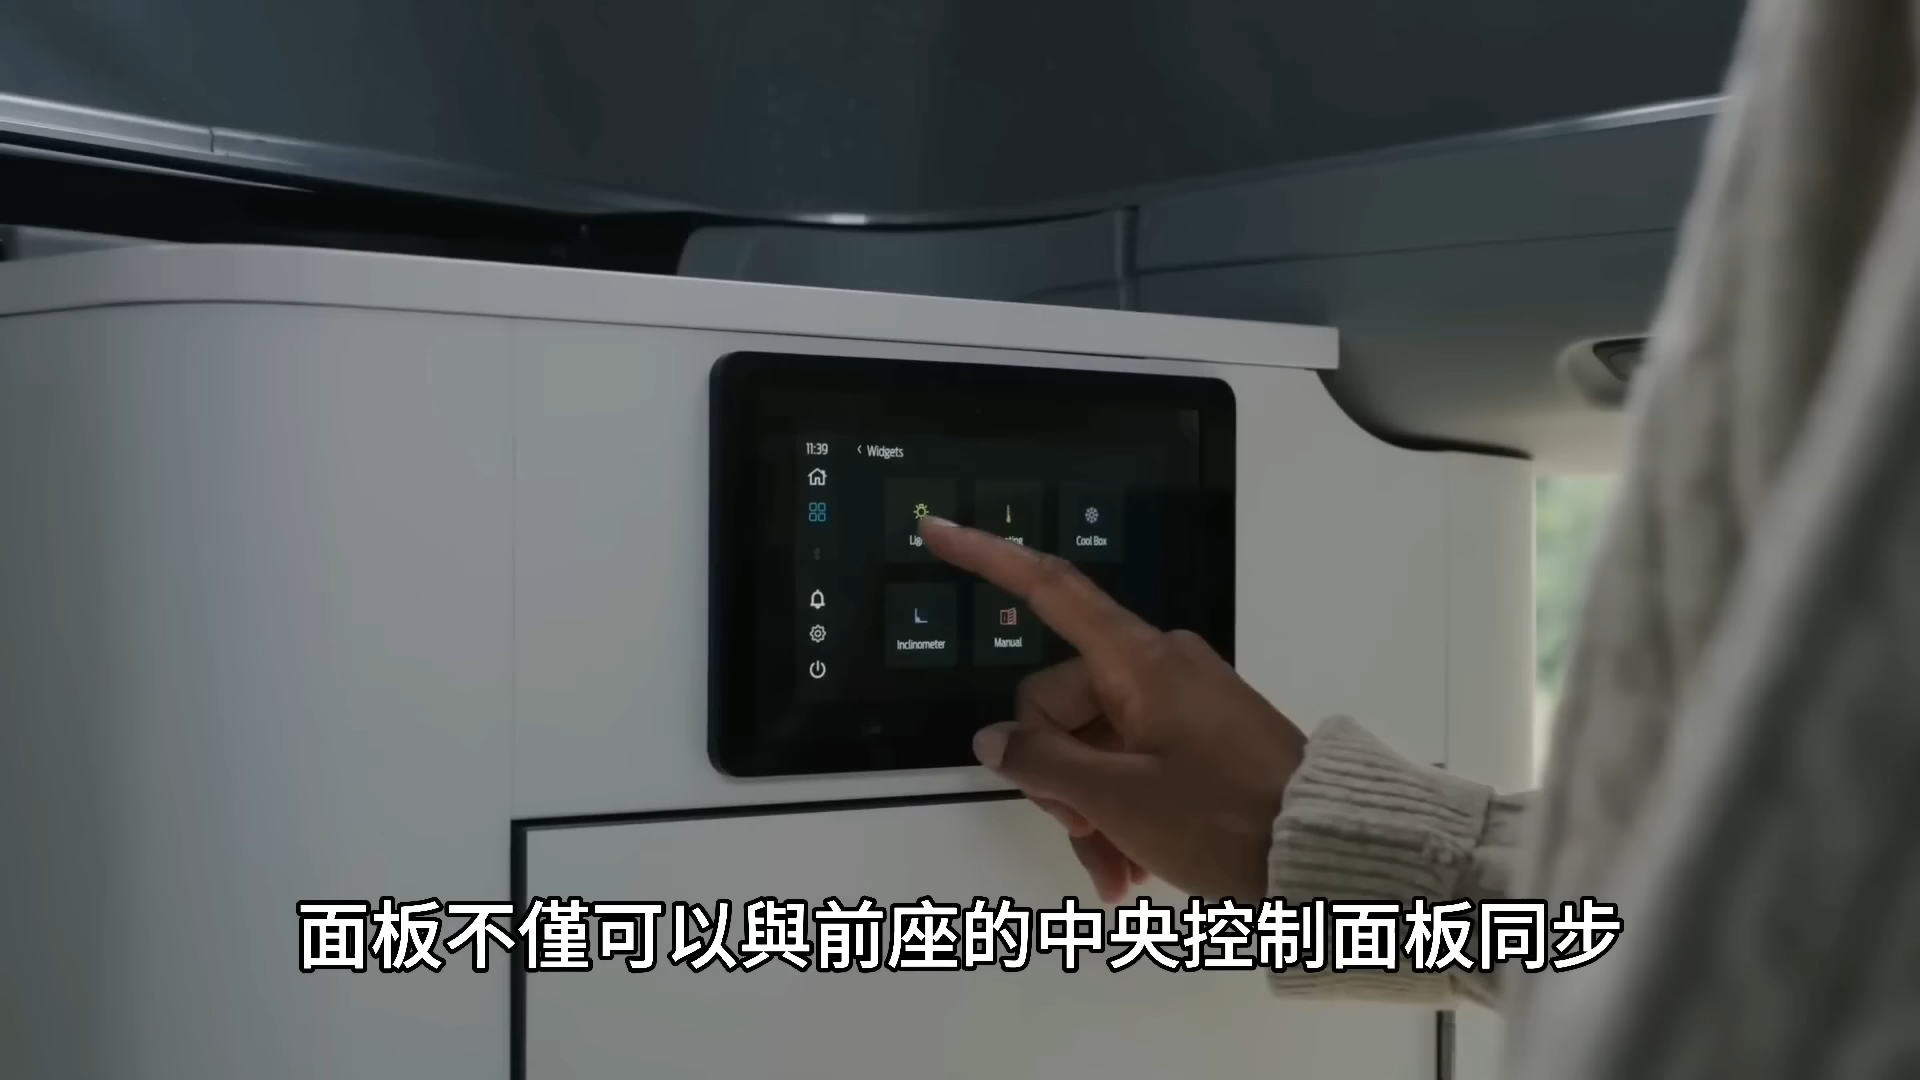 11:39
Widgets
Cool Box
Inclinometer
Manual
面板不僅可以與前座的中央控制面板同步